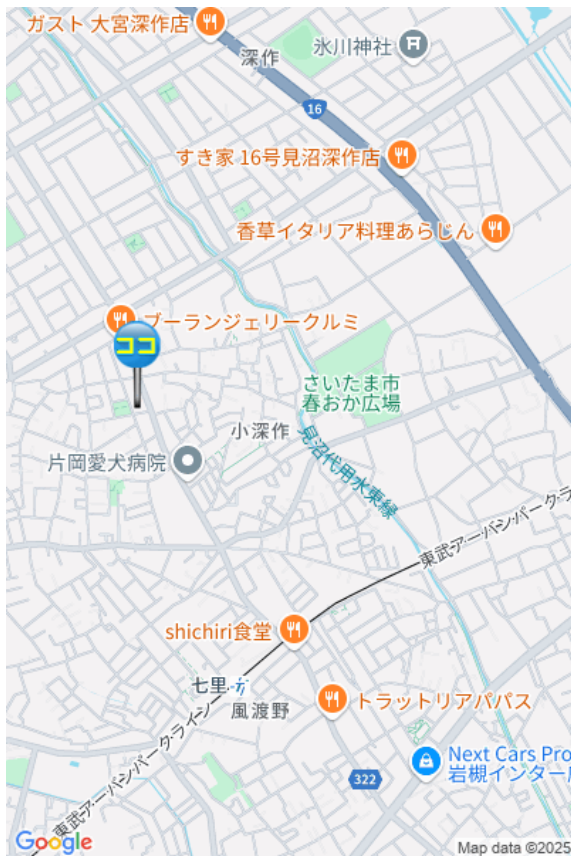 ガスト 大宮深作店
深作
氷川神社
16
すき家 16号見沼深作店
香草イタリア料理あらじん
ブーランジェリークルミ
ココ
さいたま市
春おか広場
小深作
片岡愛犬病院
見沼代用水東縁
東武アーバンパークラ
shichiri食堂
七里
風渡野
トラットリアパパス
東武アーバンパークライン
Next Cars Pro
岩槻インター
322
Google
Map data ©2025